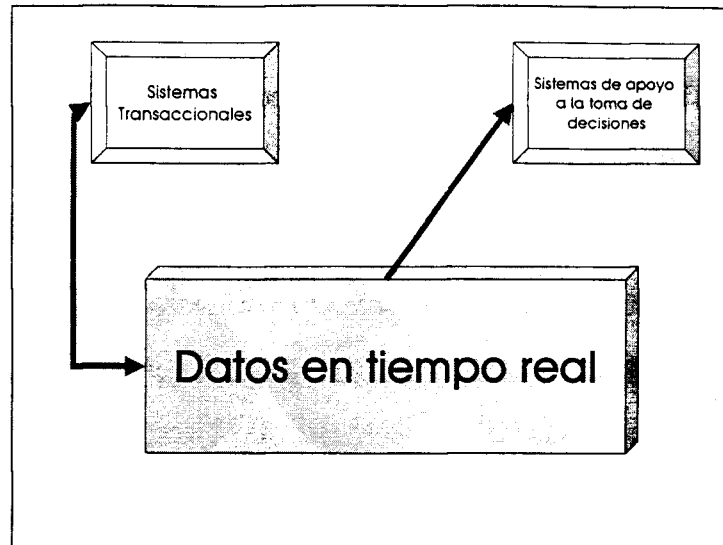 Sistemas
Transaccionales
Sistemas de apoyo
a la toma de
decisiones
Datos en tiempo real